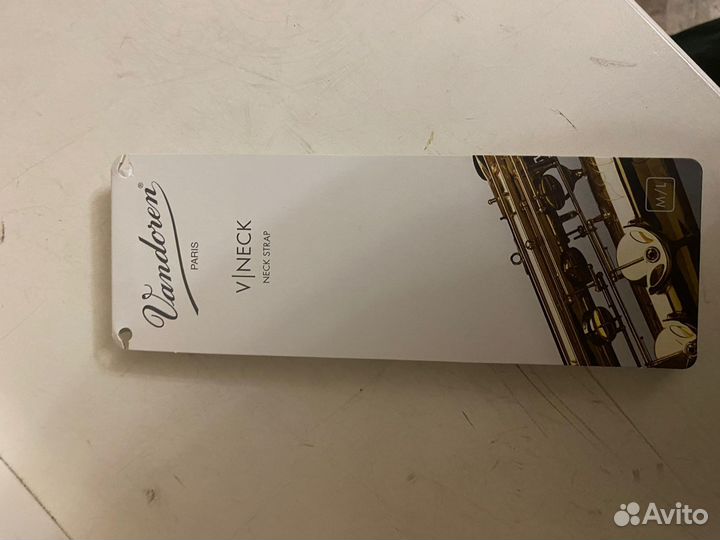 Vandoren®
PARIS
V|NECK
NECK STRAP
M/L
Avito